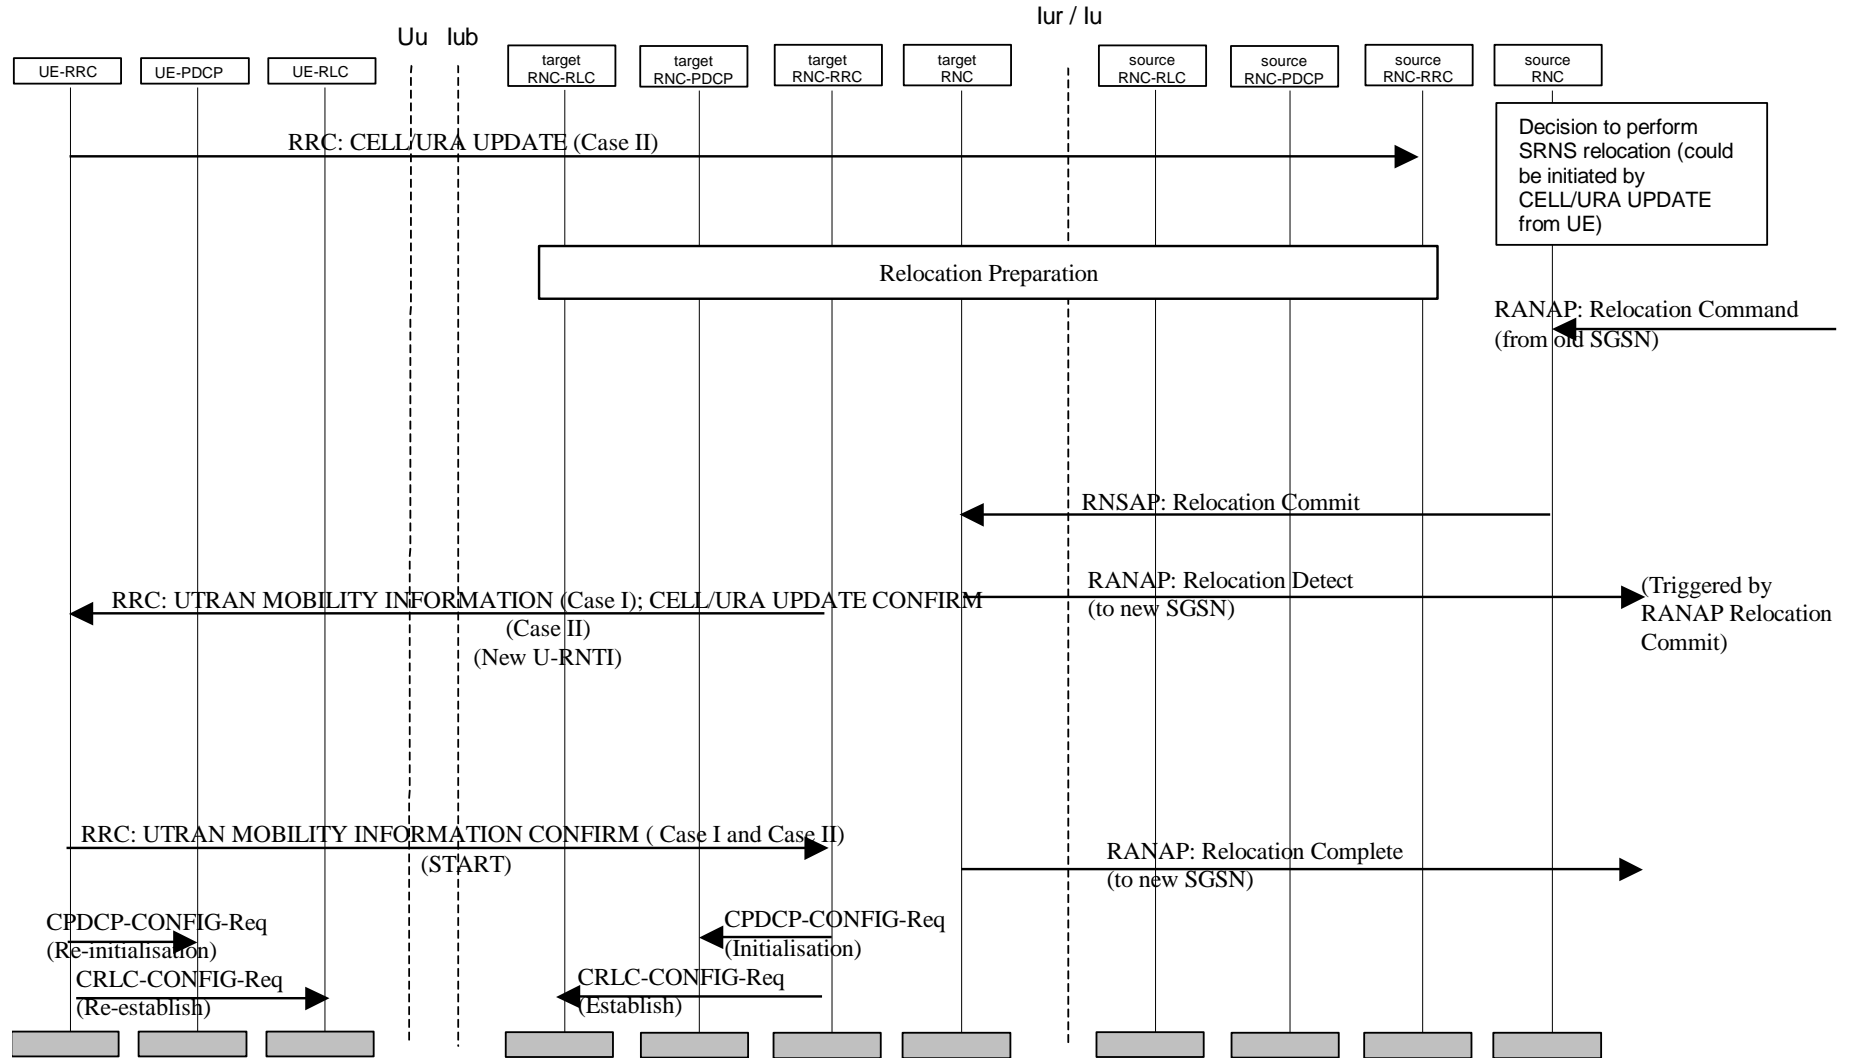 Iur / Iu
Uu Iub
UE-RRC
UE-PDCP
UE-RLC
target
RNC-RLC
target
RNC-PDCP
target
RNC-RRC
target
RNC
source
RNC-RLC
source
RNC-PDCP
source
RNC-RRC
source
RNC
RRC: CELL/URA UPDATE (Case II)
Decision to perform
SRNS relocation (could
be initiated by
CELL/URA UPDATE
from UE)
Relocation Preparation
RANAP: Relocation Command
(from old SGSN)
RNSAP: Relocation Commit
RANAP: Relocation Detect
(to new SGSN)
(Triggered by
RANAP Relocation
Commit)
RRC: UTRAN MOBILITY INFORMATION (Case I); CELL/URA UPDATE CONFIRM
(Case II)
(New U-RNTI)
RRC: UTRAN MOBILITY INFORMATION CONFIRM ( Case I and Case II)
(START)
RANAP: Relocation Complete
(to new SGSN)
CPDCP-CONFIG-Req
(Re-initialisation)
CPDCP-CONFIG-Req
(Initialisation)
CRLC-CONFIG-Req
(Re-establish)
CRLC-CONFIG-Req
(Establish)